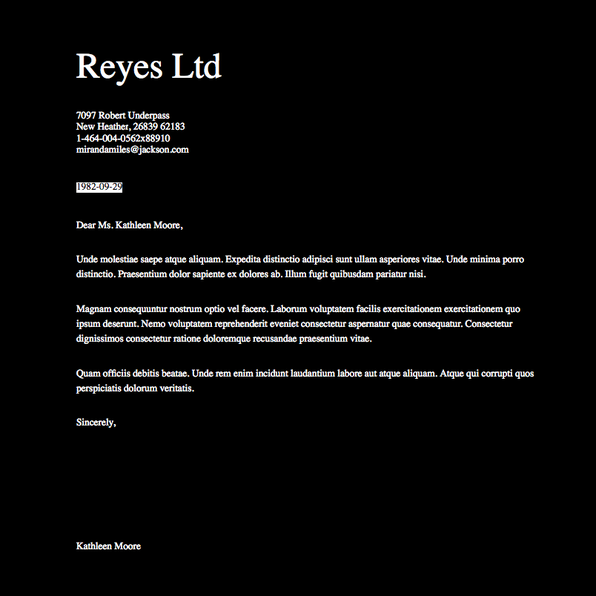 Reyes Ltd
7097 Robert Underpass
New Heather, 26839 62183
1-464-004-0562x88910
mirandamiles@jackson.com
1982-09-29
Dear Ms. Kathleen Moore,
Unde molestiae saepe atque aliquam. Expedita distinctio adipisci sunt ullam asperiores vitae. Unde minima porro
distinctio. Praesentium dolor sapiente ex dolores ab. Illum fugit quibusdam pariatur nisi.
Magnam consequuntur nostrum optio vel facere. Laborum voluptatem facilis exercitationem exercitationem quo
ipsum deserunt. Nemo voluptatem reprehenderit eveniet consectetur aspernatur quae consequatur. Consectetur
dignissimos consectetur ratione doloremque recusandae praesentium vitae.
Quam officiis debitis beatae. Unde rem enim incidunt laudantium labore aut atque aliquam. Atque qui corrupti quos
perspiciatis dolorum veritatis.
Sincerely,
Kathleen Moore